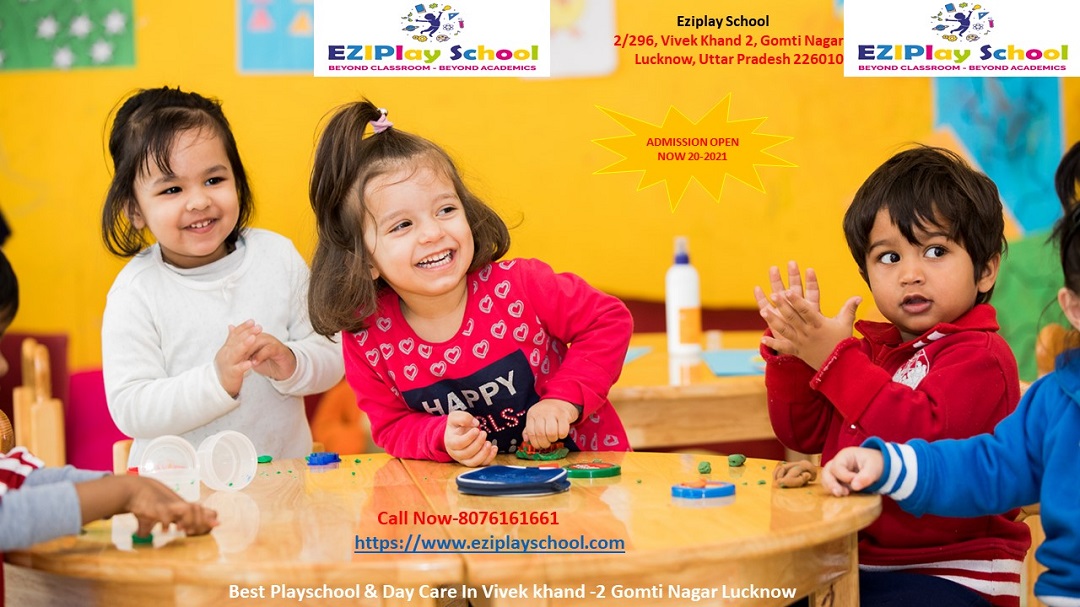 EZIPlay School
BEYOND CLASSROOM - BEYOND ACADEMICS
Eziplay School
2/296, Vivek Khand 2, Gomti Nagar
Lucknow, Uttar Pradesh 226010
EZIPlay School
BEYOND CLASSROOM - BEYOND ACADEMICS
ADMISSION OPEN
NOW 20-2021
HAPPY
GIRLS
Call Now-8076161661
https://www.eziplayschool.com
Best Playschool & Day Care In Vivek khand -2 Gomti Nagar Lucknow